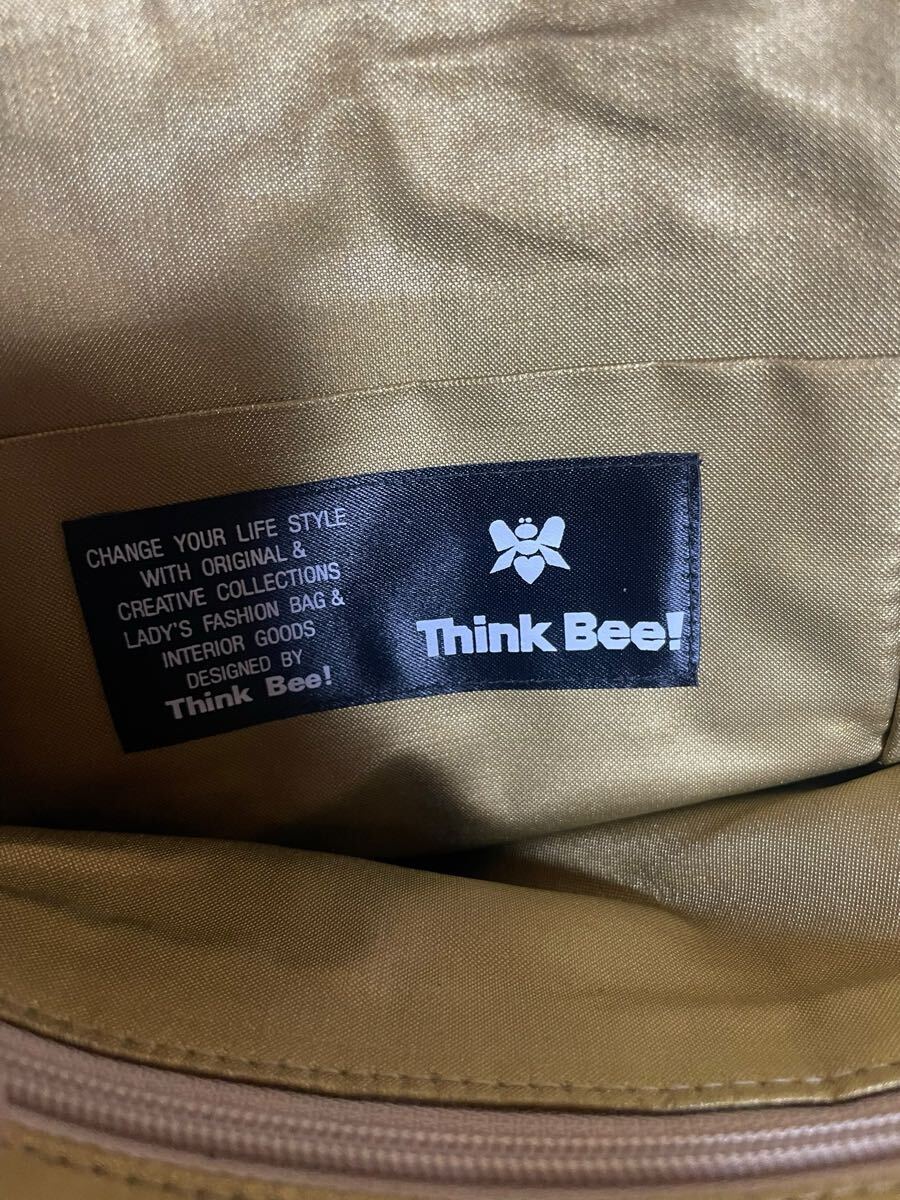 CHANGE YOUR LIFE STYLE
WITH ORIGINAL &
CREATIVE COLLECTIONS
LADY'S FASHION BAG &
INTERIOR GOODS
DESIGNED BY
Think Bee!
Think Bee!